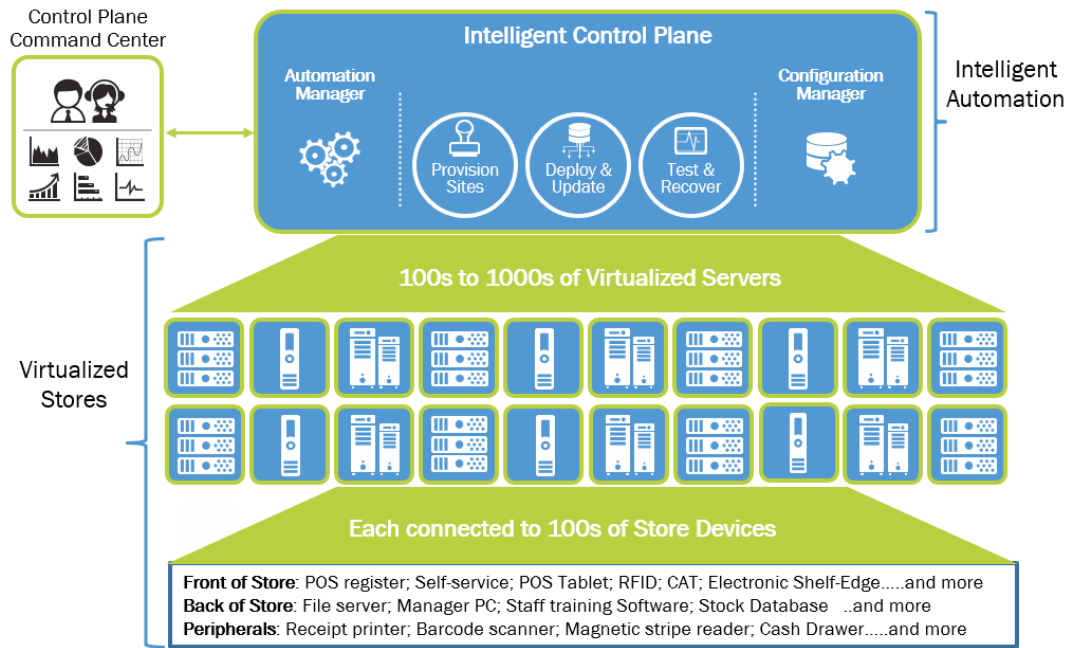 Control Plane
Command Center
Intelligent Control Plane
Automation
Manager
Provision
Sites
Deploy &
Update
Test &
Recover
Configuration
Manager
Intelligent
Automation
100s to 1000s of Virtualized Servers
Virtualized
Stores
Each connected to 100s of Store Devices
Front of Store: POS register; Self-service; POS Tablet; RFID; CAT; Electronic Shelf-Edge.....and more
Back of Store: File server; Manager PC; Staff training Software; Stock Database ..and more
Peripherals: Receipt printer; Barcode scanner; Magnetic stripe reader; Cash Drawer.....and more